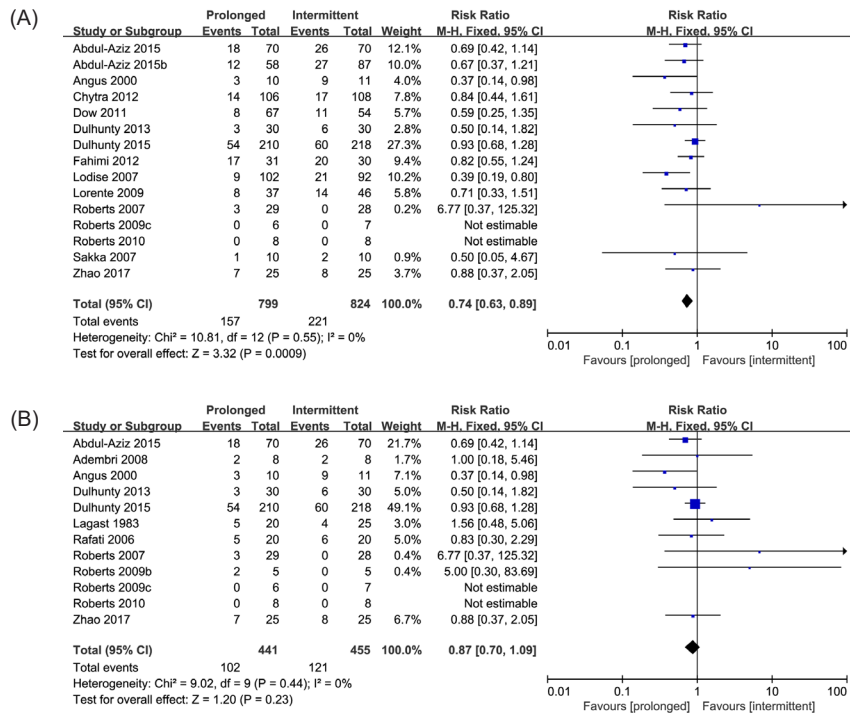 (A)
Prolonged Intermittent Risk Ratio Risk Ratio
Study or Subgroup Events Total Events Total Weight M-H. Fixed. 95% CI M-H. Fixed. 95% CI
Abdul-Aziz 2015 18 70 26 70 12.1% 0.69 [0.42, 1.14]
Abdul-Aziz 2015b 12 58 27 87 10.0% 0.67 [0.37, 1.21]
Angus 2000 3 10 9 11 3.9% 0.37 [0.14, 0.98]
Chytra 2012 14 106 17 108 7.8% 0.84 [0.44, 1.61]
Dow 2011 8 67 11 54 5.6% 0.59 [0.25, 1.35]
Dulhunty 2013 3 30 6 30 2.8% 0.50 [0.14, 1.82]
Dulhunty 2015 54 210 60 218 27.3% 0.93 [0.68, 1.28]
Fahimi 2012 17 31 20 30 9.4% 0.82 [0.55, 1.24]
Lodise 2007 9 102 21 92 10.2% 0.39 [0.19, 0.80]
Lorente 2009 8 37 14 46 5.8% 0.71 [0.33, 1.51]
Roberts 2007 3 29 0 28 0.2% 6.77 [0.37, 125.32]
Roberts 2009c 0 6 0 7 Not estimable
Roberts 2010 0 8 0 8 Not estimable
Sakka 2007 1 10 2 10 0.9% 0.50 [0.05, 4.67]
Zhao 2017 7 25 8 25 3.7% 0.88 [0.37, 2.05]
Total (95% CI) 799 824 100.0% 0.74 [0.63, 0.89]
Total events 157 221
Heterogeneity: Chi² = 10.81, df = 12 (P = 0.55); I² = 0%
Test for overall effect: Z = 3.32 (P = 0.0009)
0.01 0.1 1 10 100
Favours [prolonged] Favours [intermittent]
(B)
Prolonged Intermittent Risk Ratio Risk Ratio
Study or Subgroup Events Total Events Total Weight M-H. Fixed. 95% CI M-H. Fixed. 95% CI
Abdul-Aziz 2015 18 70 26 70 21.7% 0.69 [0.42, 1.14]
Adembri 2008 2 8 2 8 1.7% 1.00 [0.18, 5.46]
Angus 2000 3 10 9 11 7.1% 0.37 [0.14, 0.98]
Dulhunty 2013 3 30 6 30 5.0% 0.50 [0.14, 1.82]
Dulhunty 2015 54 210 60 218 49.1% 0.93 [0.68, 1.28]
Lagast 1983 5 20 4 25 3.0% 1.56 [0.48, 5.06]
Rafati 2006 5 20 6 20 5.0% 0.83 [0.30, 2.29]
Roberts 2007 3 29 0 28 0.4% 6.77 [0.37, 125.32]
Roberts 2009b 2 5 0 5 0.4% 5.00 [0.30, 83.69]
Roberts 2009c 0 6 0 7 Not estimable
Roberts 2010 0 8 0 8 Not estimable
Zhao 2017 7 25 8 25 6.7% 0.88 [0.37, 2.05]
Total (95% CI) 441 455 100.0% 0.87 [0.70, 1.09]
Total events 102 121
Heterogeneity: Chi² = 9.02, df = 9 (P = 0.44); I² = 0%
Test for overall effect: Z = 1.20 (P = 0.23)
0.01 0.1 1 10 100
Favours [prolonged] Favours [intermittent]